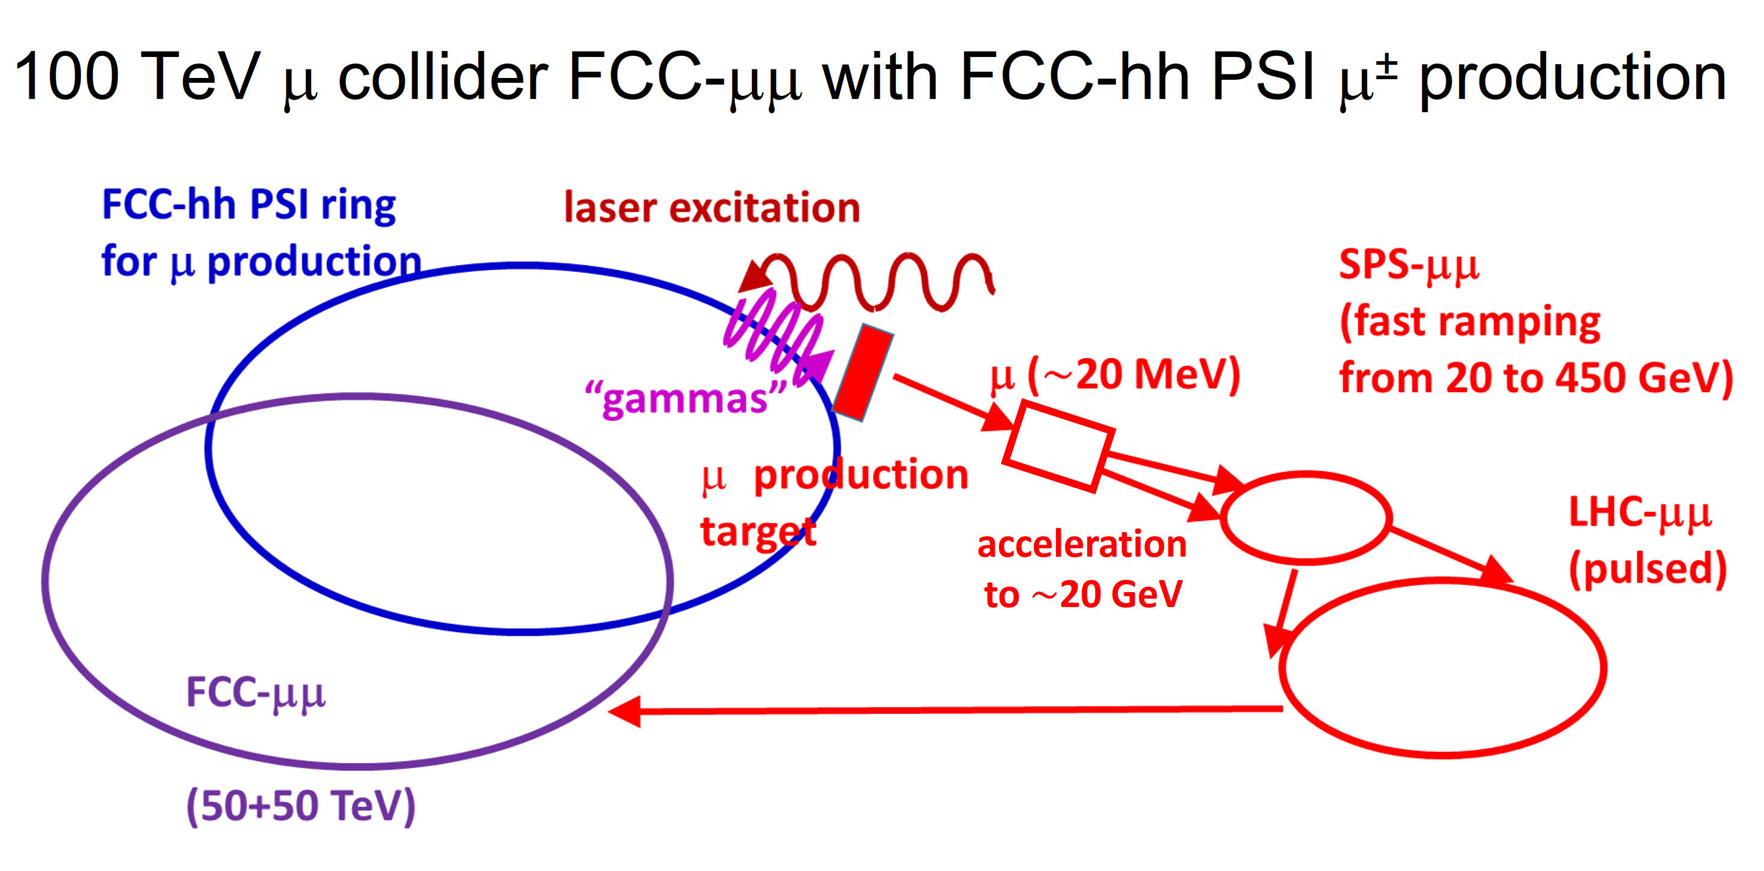 100 TeV μ collider FCC-μμ with FCC-hh PSI μ± production
FCC-hh PSI ring
for μ production
laser excitation
SPS-μμ
(fast ramping
from 20 to 450 GeV)
“gammas”
μ (~20 MeV)
μ production
target
acceleration
to ~20 GeV
LHC-μμ
(pulsed)
FCC-μμ
(50+50 TeV)